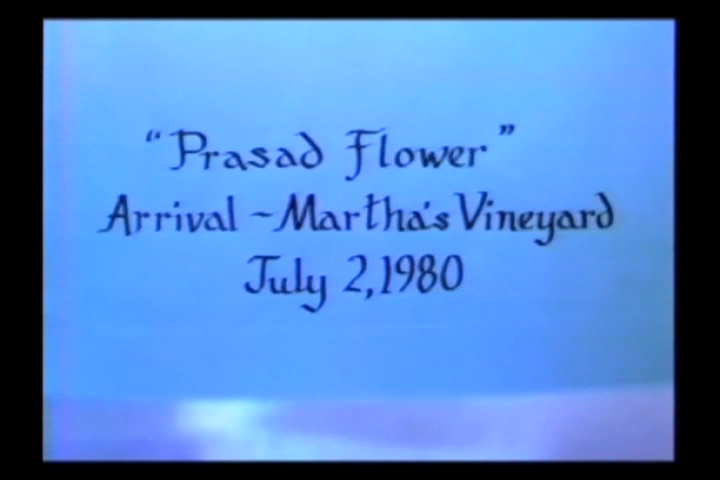 “Prasad Flower”
Arrival ~ Martha's Vineyard
July 2, 1980